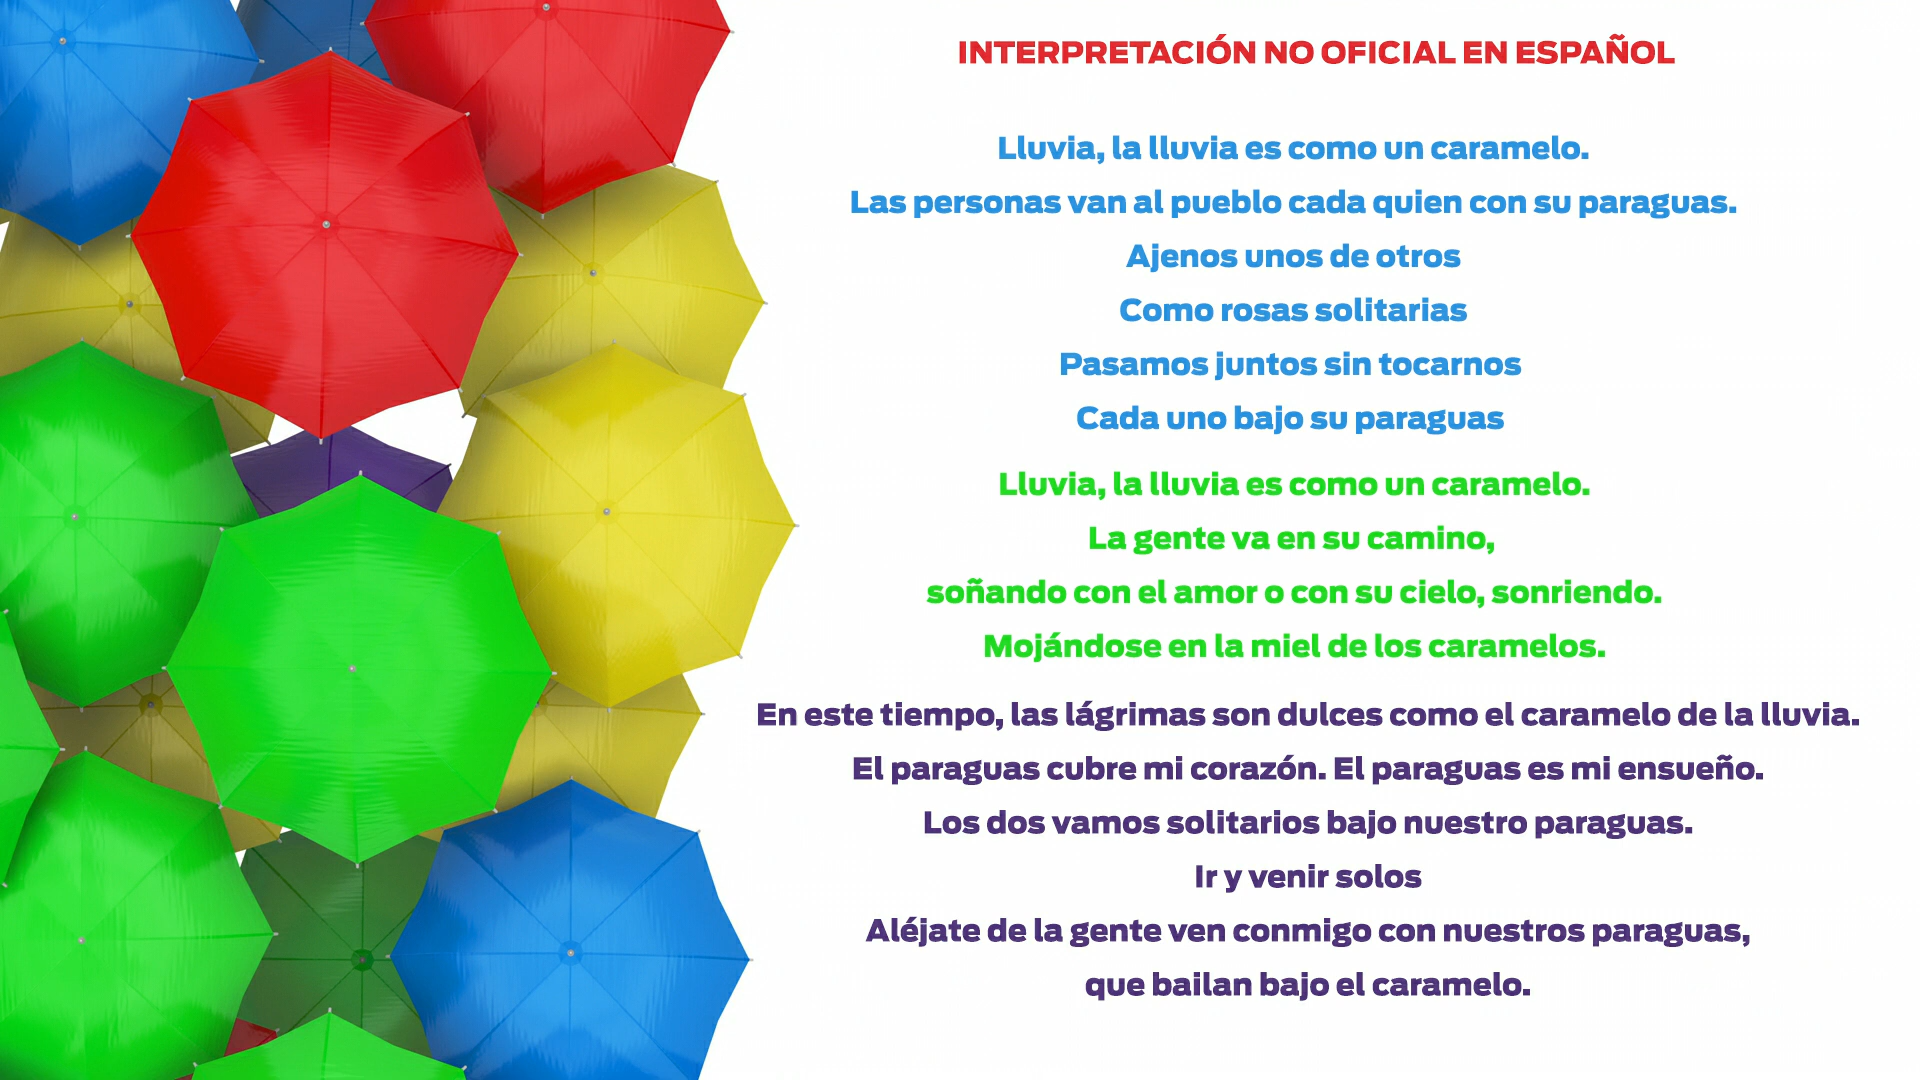 INTERPRETACIÓN NO OFICIAL EN ESPAÑOL
Lluvia, la lluvia es como un caramelo.
Las personas van al pueblo cada quien con su paraguas.
Ajenos unos de otros
Como rosas solitarias
Pasamos juntos sin tocarnos
Cada uno bajo su paraguas
Lluvia, la lluvia es como un caramelo.
La gente va en su camino,
soñando con el amor o con su cielo, sonriendo.
Mojándose en la miel de los caramelos.
En este tiempo, las lágrimas son dulces como el caramelo de la lluvia.
El paraguas cubre mi corazón. El paraguas es mi ensueño.
Los dos vamos solitarios bajo nuestro paraguas.
Ir y venir solos
Aléjate de la gente ven conmigo con nuestros paraguas,
que bailan bajo el caramelo.